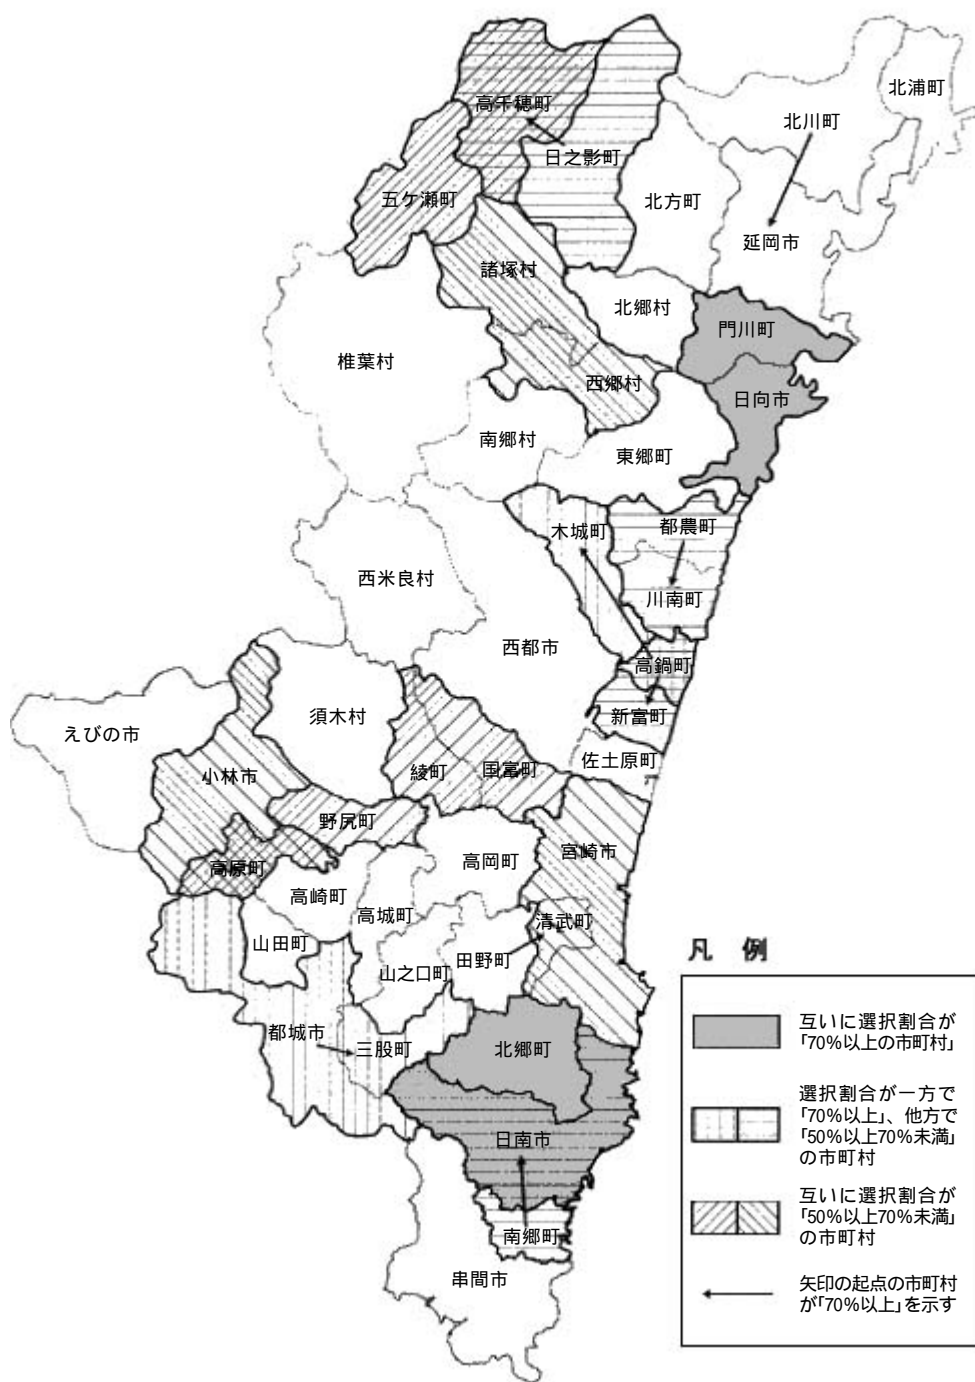 北浦町
高千穂町
北川町
日之影町
五ケ瀬町
北方町
延岡市
諸塚村
北郷村
門川町
椎葉村
西郷村
日向市
南郷村
東郷町
木城町
都農町
西米良村
川南町
西都市
高鍋町
須木村
新富町
えびの市
佐土原町
小林市
綾町
国富町
野尻町
宮崎市
高原町
高岡町
高崎町
高城町
清武町
山田町
田野町
山之口町
都城市
三股町
北郷町
日南市
南郷町
串間市
凡 例
互いに選択割合が
「70%以上の市町村」
選択割合が一方で
「70%以上」、他方で
「50%以上70%未満」
の市町村
互いに選択割合が
「50%以上70%未満」
の市町村
矢印の起点の市町村
が「70%以上」を示す